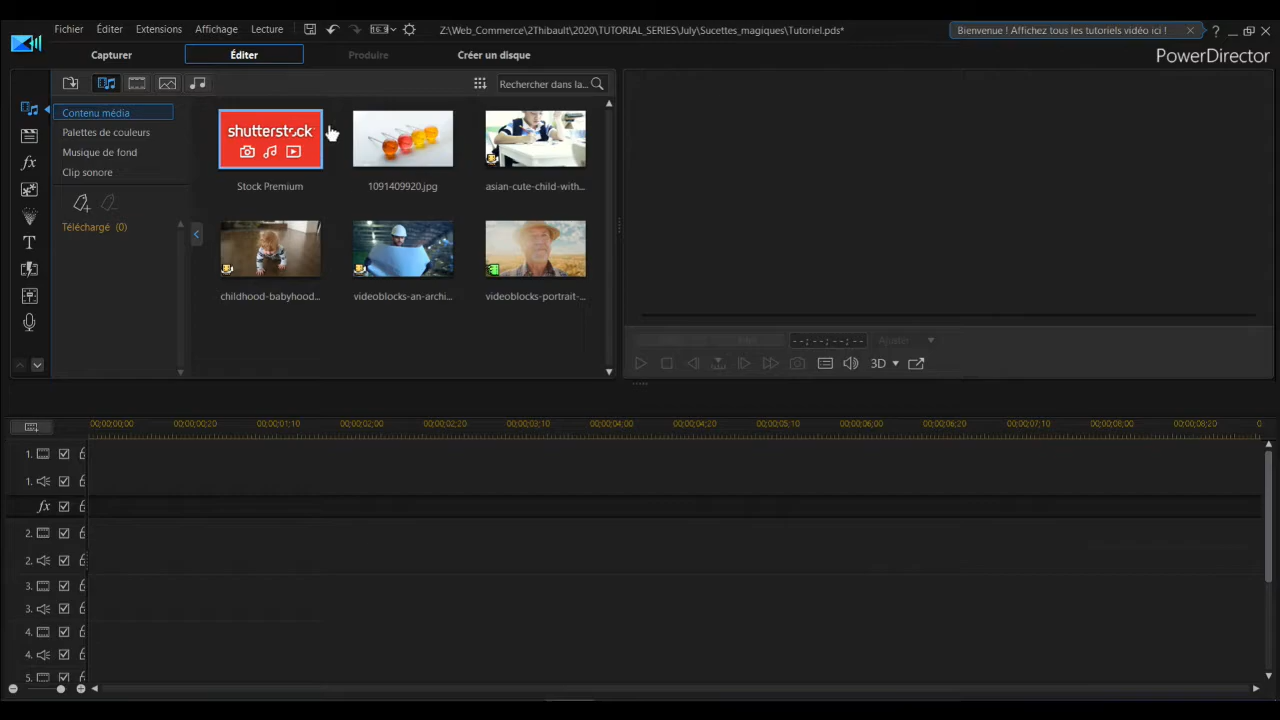 Fichier Éditer Extensions Affichage Lecture 16:9 Z:\Web_Commerce\2Thibault\2020\TUTORIAL_SERIES\July\Sucettes_magiques\Tutoriel.pds* Bienvenue ! Affichez tous les tutoriels vidéo ici ! ?
Capturer Éditer Produire Créer un disque PowerDirector
Rechercher dans la...
Contenu média
Palettes de couleurs
Musique de fond
Clip sonore
Téléchargé (0)
fx
T
shutterstock
Stock Premium 1091409920.jpg asian-cute-child-with...
childhood-babyhood... videoblocks-an-archi... videoblocks-portrait-...
--;--;--;-- Ajuster
3D
00;00;00;00 00;00;00;20 00;00;01;10 00;00;02;00 00;00;02;20 00;00;03;10 00;00;04;00 00;00;04;20 00;00;05;10 00;00;06;00 00;00;06;20 00;00;07;10 00;00;08;00 00;00;08;20 0
1.
1.
fx
2.
2.
3.
3.
4.
4.
5.